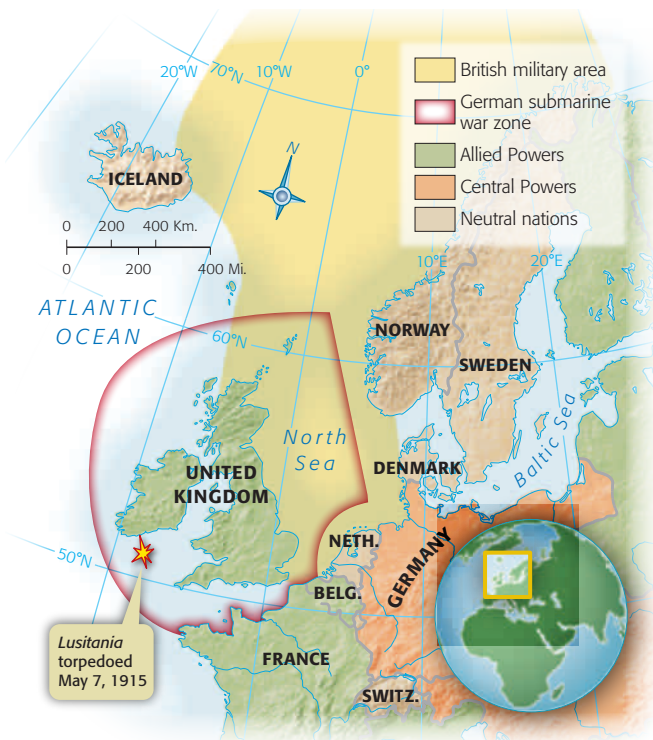 20°W
70°N
10°W
0°
British military area
German submarine
war zone
Allied Powers
Central Powers
Neutral nations
N
ICELAND
0 200 400 Km.
0 200 400 Mi.
10°E
20°E
ATLANTIC
OCEAN
60°N
NORWAY
SWEDEN
North
Sea
Baltic Sea
DENMARK
UNITED
KINGDOM
NETH.
GERMANY
50°N
BELG.
Lusitania
torpedoed
May 7, 1915
FRANCE
SWITZ.